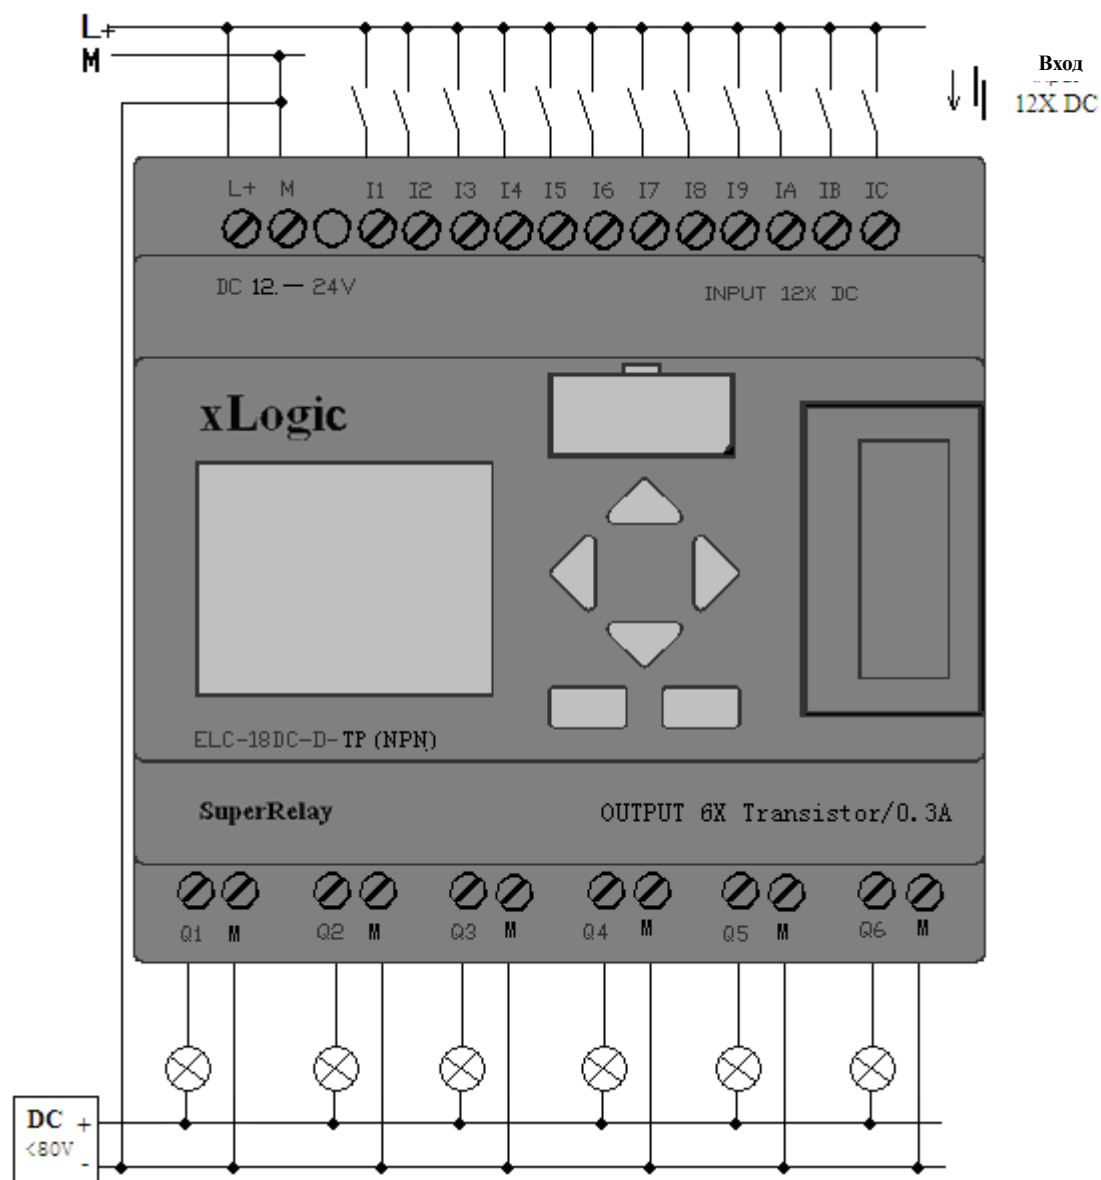 L+
M
Вход
12X DC
L+ M I1 I2 I3 I4 I5 I6 I7 I8 I9 IA IB IC
DC 12.— 24V
INPUT 12X DC
xLogic
ELC-18DC-D-TP (NPN)
SuperRelay
OUTPUT 6X Transistor/0.3A
Q1 M Q2 M Q3 M Q4 M Q5 M Q6 M
DC +
<80V
-